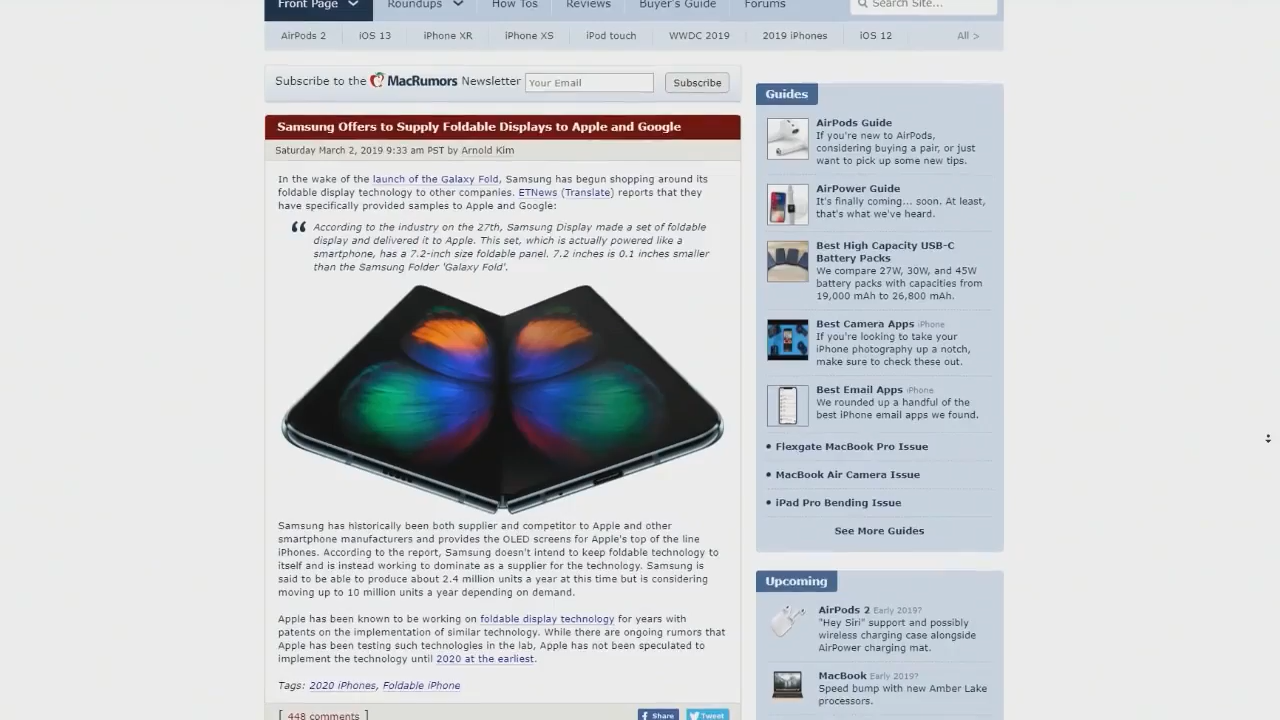 Front Page
Roundups
How Tos
Reviews
Buyer's Guide
Forums
Search Site...
AirPods 2
iOS 13
iPhone XR
iPhone XS
iPod touch
WWDC 2019
2019 iPhones
iOS 12
All >
Subscribe to the MacRumors Newsletter
Your Email
Subscribe
Samsung Offers to Supply Foldable Displays to Apple and Google
Saturday March 2, 2019 9:33 am PST by Arnold Kim
In the wake of the launch of the Galaxy Fold, Samsung has begun shopping around its
foldable display technology to other companies. ETNews (Translate) reports that they
have specifically provided samples to Apple and Google:
“ According to the industry on the 27th, Samsung Display made a set of foldable
display and delivered it to Apple. This set, which is actually powered like a
smartphone, has a 7.2-inch size foldable panel. 7.2 inches is 0.1 inches smaller
than the Samsung Folder 'Galaxy Fold'.
Samsung has historically been both supplier and competitor to Apple and other
smartphone manufacturers and provides the OLED screens for Apple's top of the line
iPhones. According to the report, Samsung doesn't intend to keep foldable technology to
itself and is instead working to dominate as a supplier for the technology. Samsung is
said to be able to produce about 2.4 million units a year at this time but is considering
moving up to 10 million units a year depending on demand.
Apple has been known to be working on foldable display technology for years with
patents on the implementation of similar technology. While there are ongoing rumors that
Apple has been testing such technologies in the lab, Apple has not been speculated to
implement the technology until 2020 at the earliest.
Tags: 2020 iPhones, Foldable iPhone
[ 448 comments ]
Share
Tweet
Guides
AirPods Guide
If you're new to AirPods,
considering buying a pair, or just
want to pick up some new tips.
AirPower Guide
It's finally coming... soon. At least,
that's what we've heard.
Best High Capacity USB-C
Battery Packs
We compare 27W, 30W, and 45W
battery packs with capacities from
19,000 mAh to 26,800 mAh.
Best Camera Apps iPhone
If you're looking to take your
iPhone photography up a notch,
make sure to check these out.
Best Email Apps iPhone
We rounded up a handful of the
best iPhone email apps we found.
• Flexgate MacBook Pro Issue
• MacBook Air Camera Issue
• iPad Pro Bending Issue
See More Guides
Upcoming
AirPods 2 Early 2019?
"Hey Siri" support and possibly
wireless charging case alongside
AirPower charging mat.
MacBook Early 2019?
Speed bump with new Amber Lake
processors.